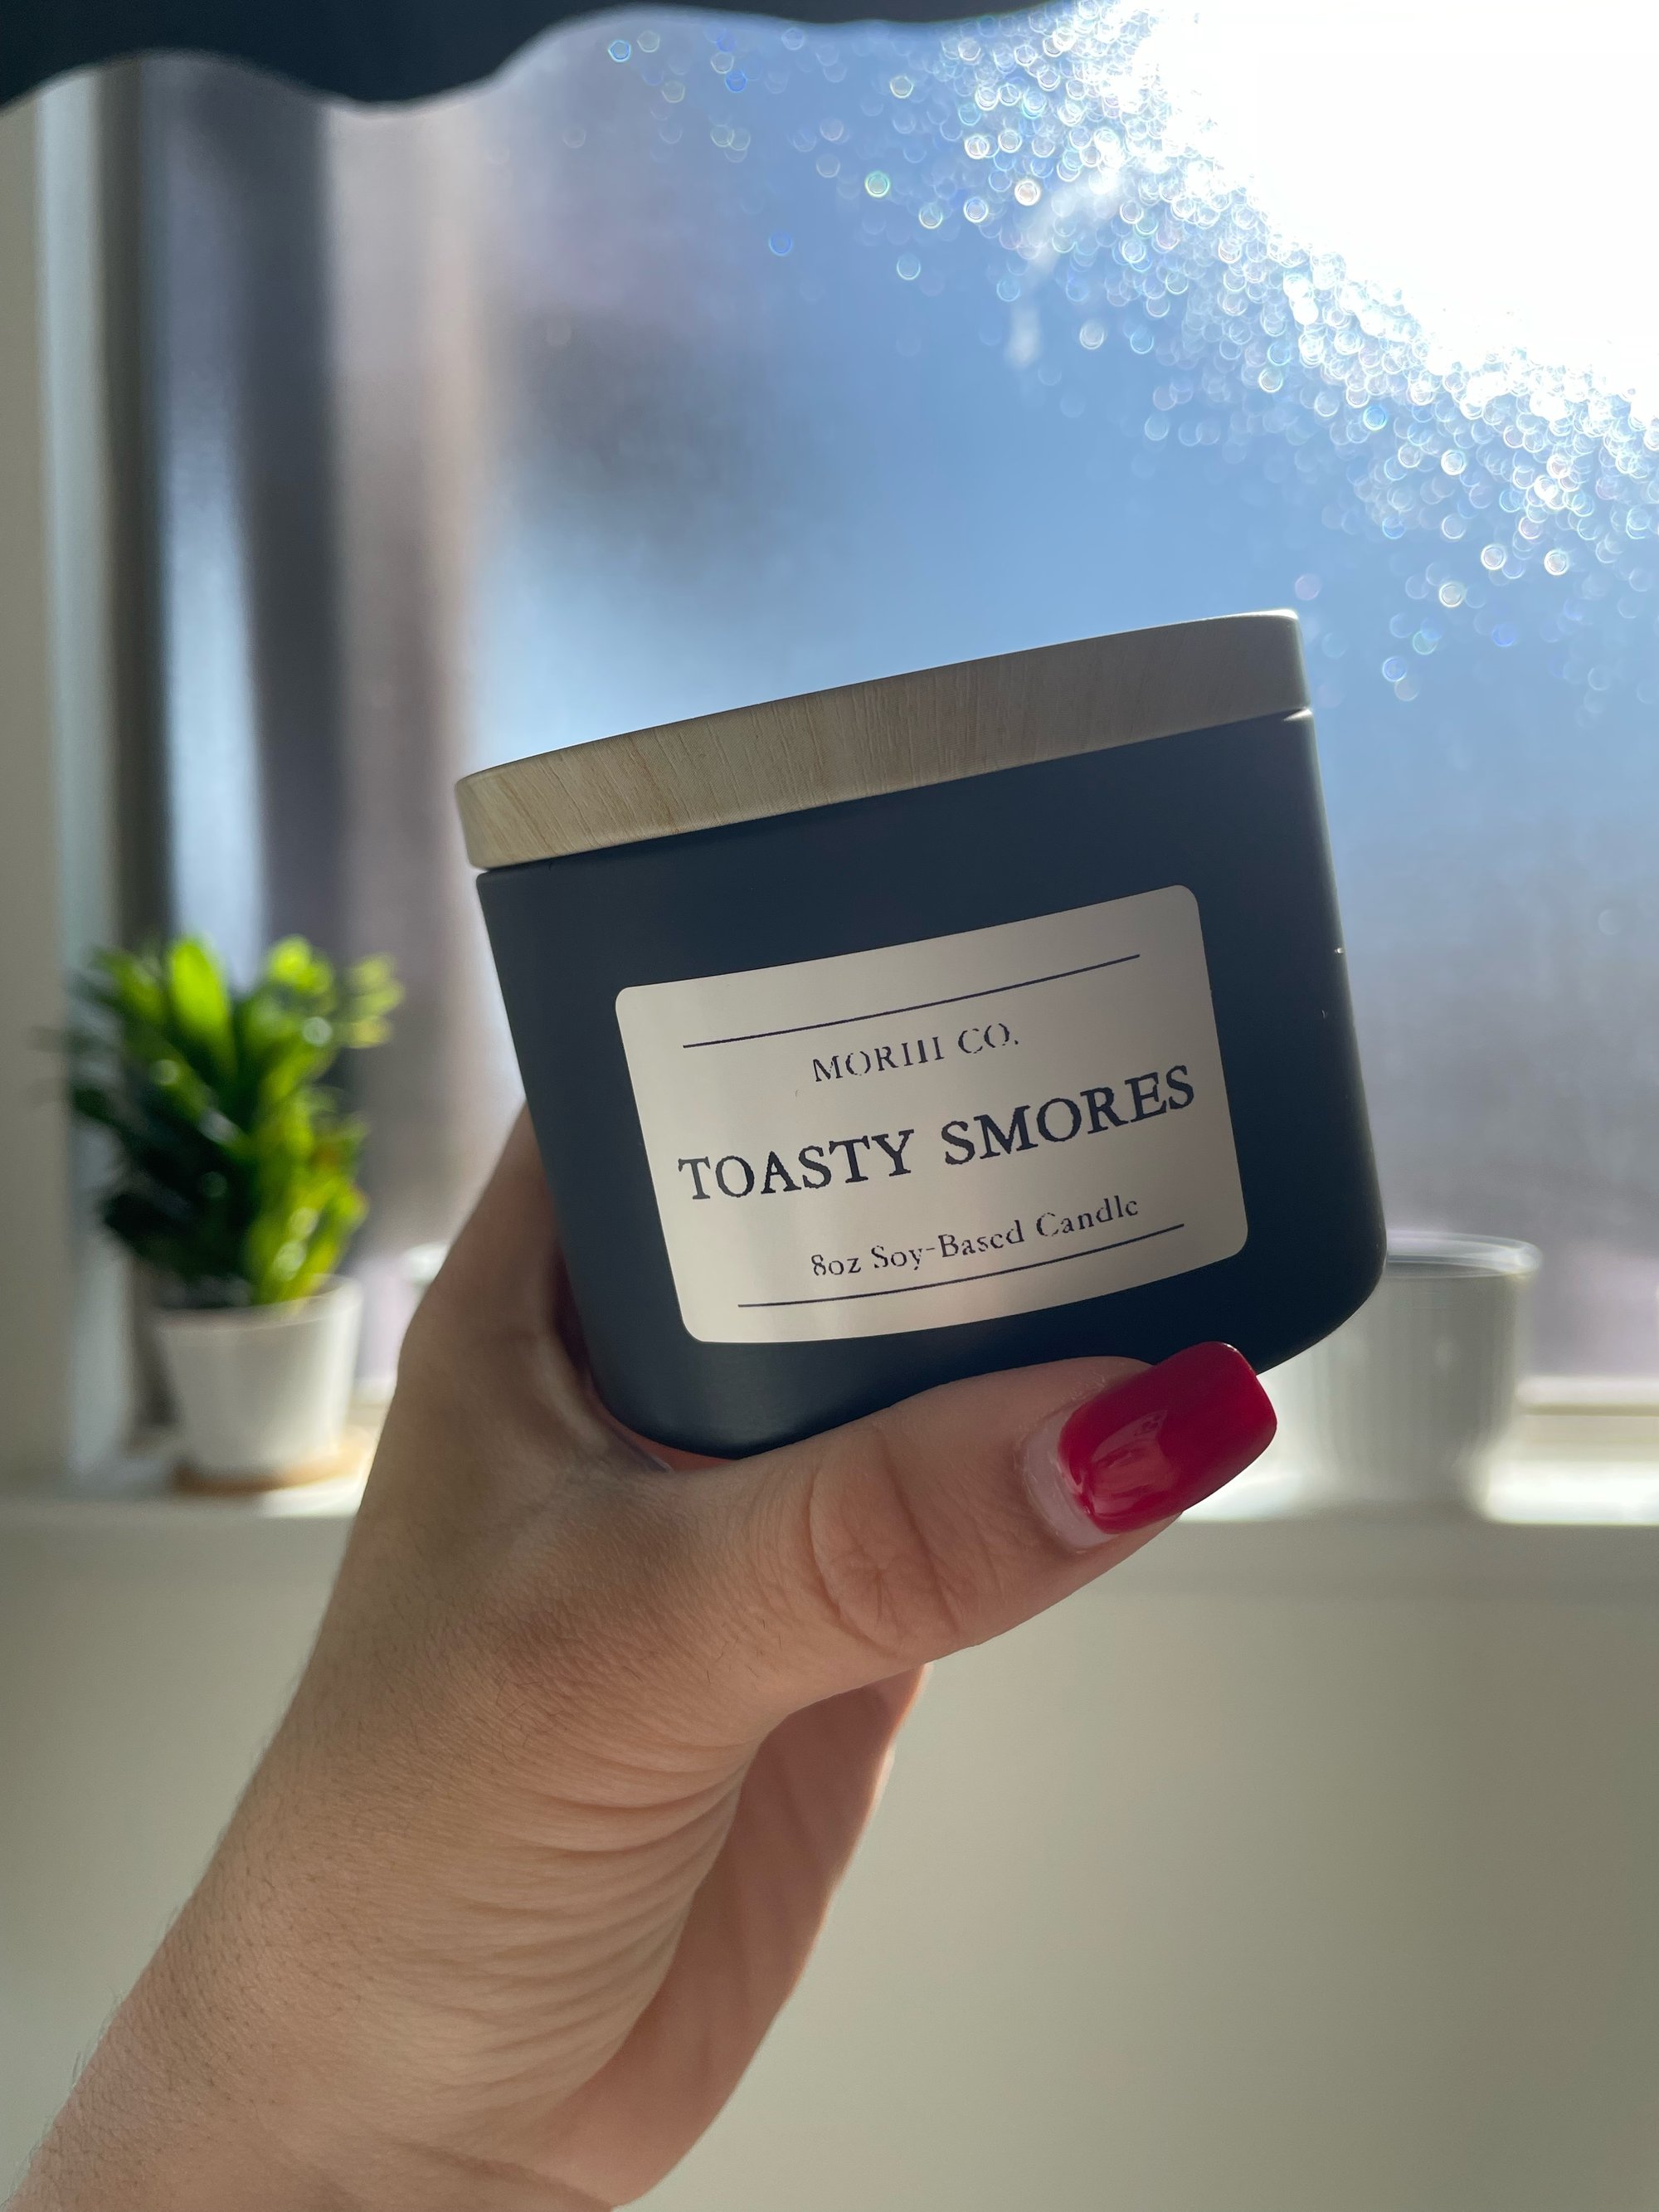 MORIII CO.
TOASTY SMORES
8oz Soy-Based Candle